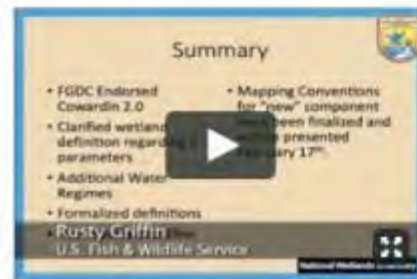 Summary
• FGDC Endorsed
Cowardin 2.0
• Clarified wetland
definition regarding
parameters
• Additional Water
Regimes
• Formalized definitions
• Mapping Conventions
for "new" component
been finalized and
presented
17th.
Rusty Griffin
U.S. Fish & Wildlife Service
National Wetlands